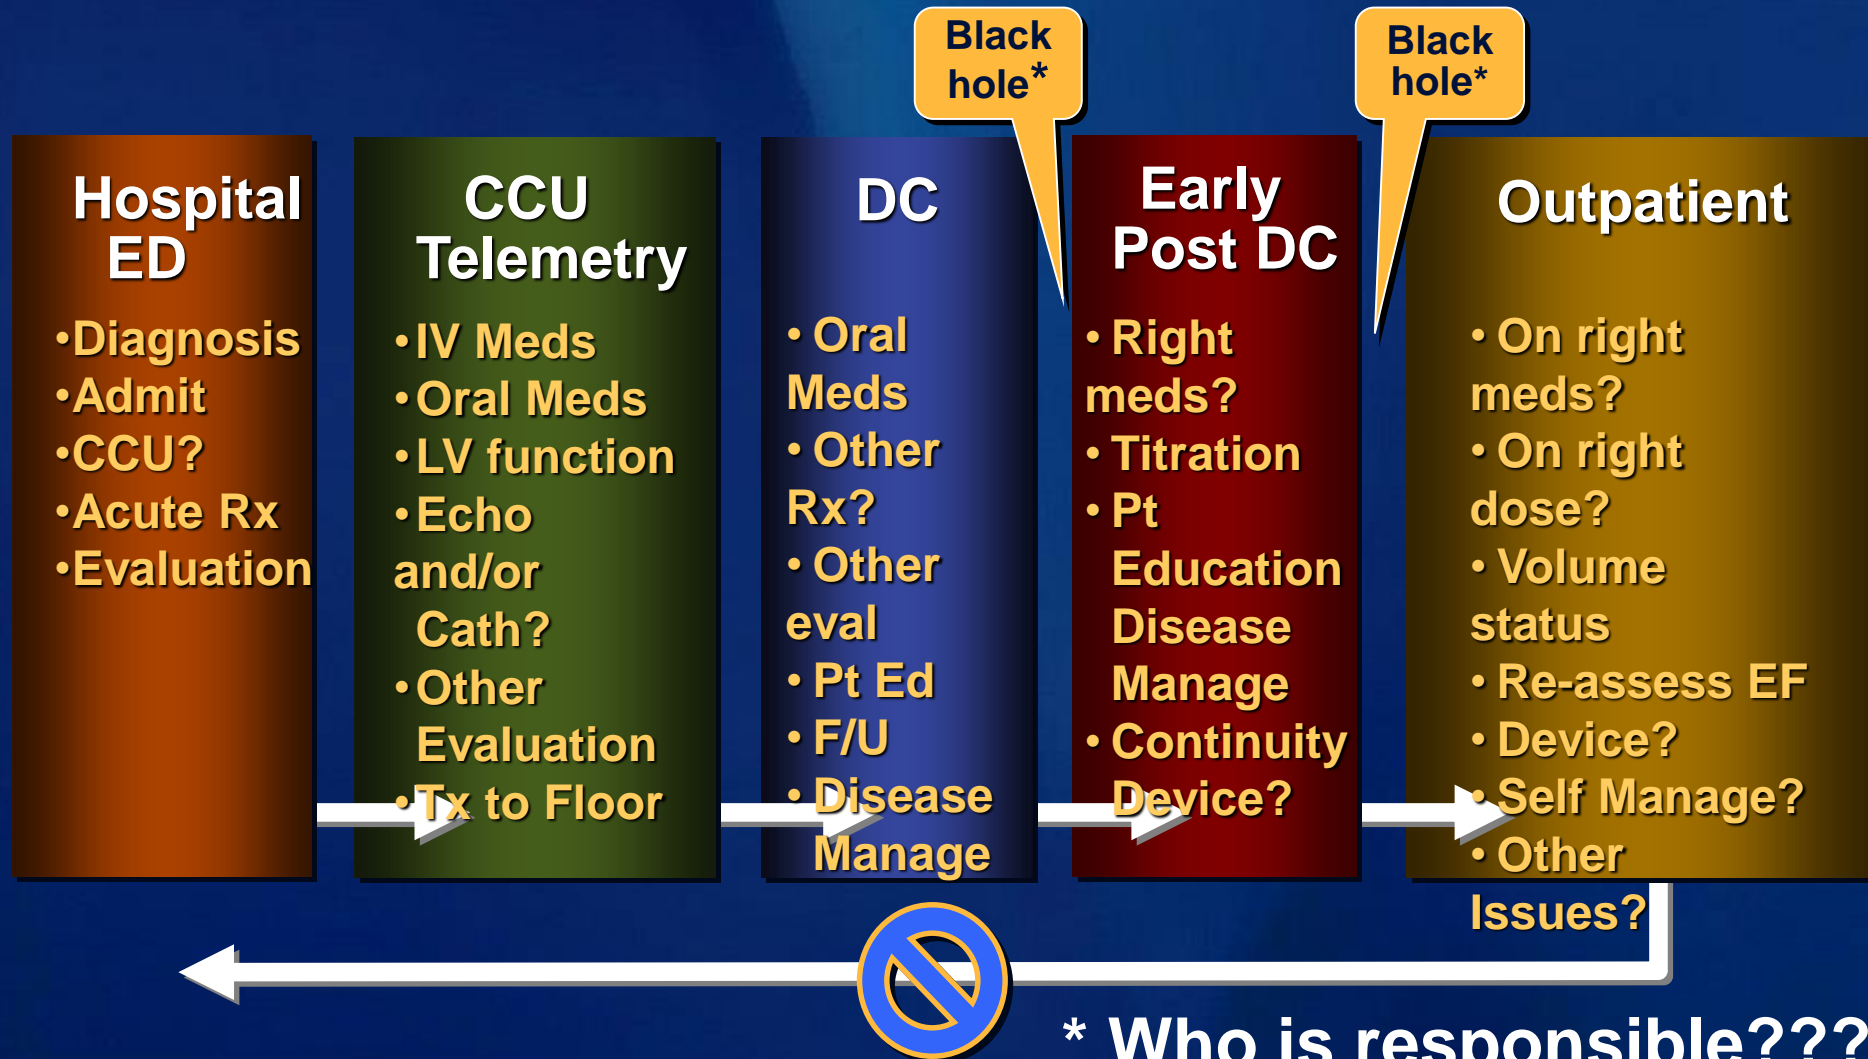 Black
hole*
Black
hole*
Hospital
ED
•Diagnosis
•Admit
•CCU?
•Acute Rx
•Evaluation
CCU
Telemetry
• IV Meds
• Oral Meds
• LV function
• Echo
and/or
Cath?
• Other
Evaluation
• Tx to Floor
DC
• Oral
Meds
• Other
Rx?
• Other
eval
• Pt Ed
• F/U
• Disease
Manage
Early
Post DC
• Right
meds?
• Titration
• Pt
Education
Disease
Manage
• Continuity
Device?
Outpatient
• On right
meds?
• On right
dose?
• Volume
status
• Re-assess EF
• Device?
• Self Manage?
• Other
Issues?
* Who is responsible???